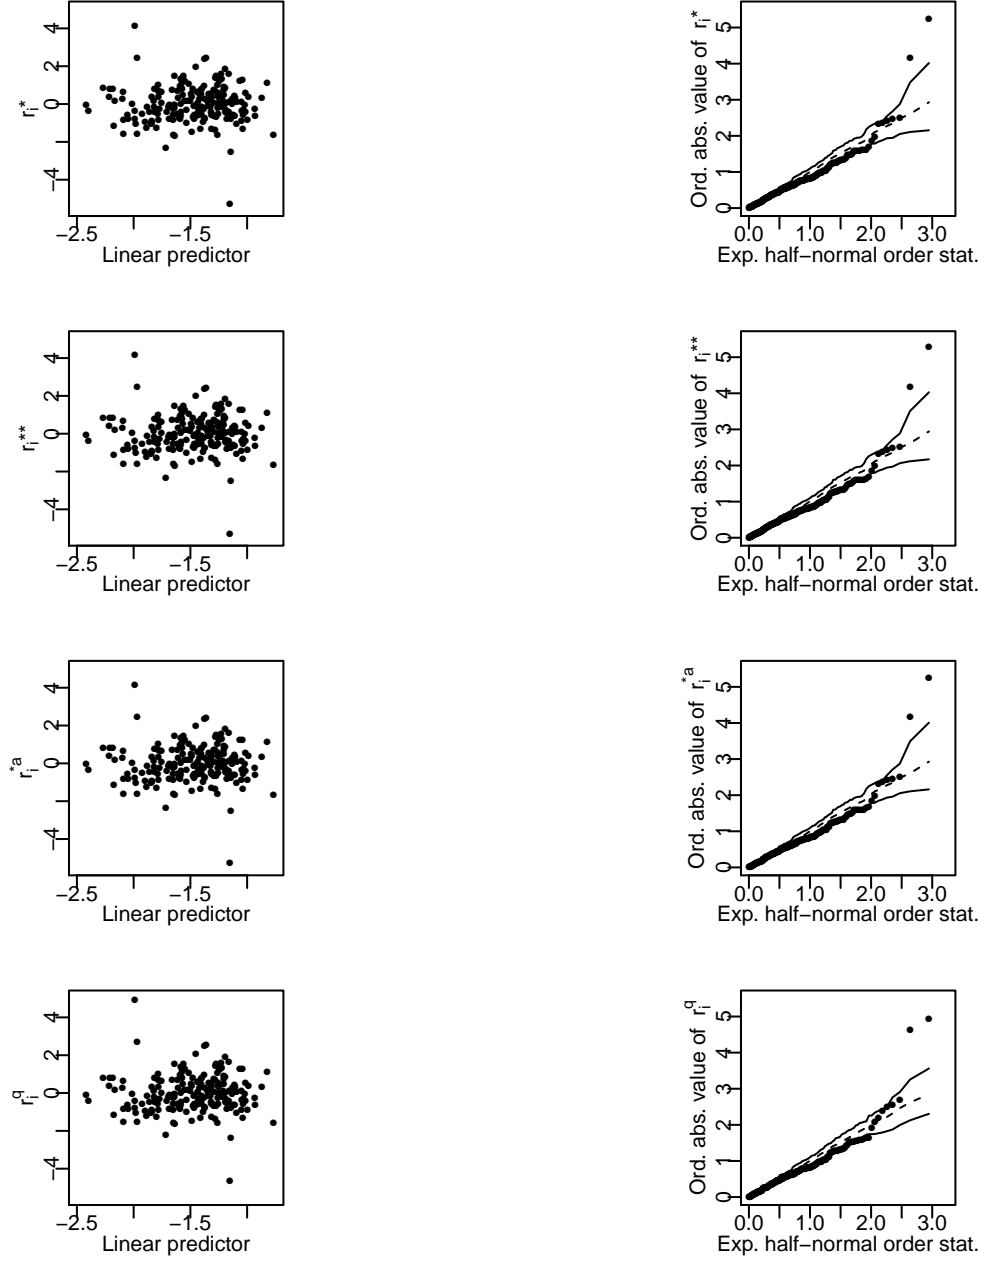 r_i^*
4
2
0
−4
−2.5 −1.5
Linear predictor
Ord. abs. value of r_i^*
5
4
3
2
1
0
0.0 1.0 2.0 3.0
Exp. half−normal order stat.
r_i^**
4
2
0
−4
−2.5 −1.5
Linear predictor
Ord. abs. value of r_i^**
5
4
3
2
1
0
0.0 1.0 2.0 3.0
Exp. half−normal order stat.
r_i^*a
4
2
0
−4
−2.5 −1.5
Linear predictor
Ord. abs. value of r_i^*a
5
4
3
2
1
0
0.0 1.0 2.0 3.0
Exp. half−normal order stat.
r_i^q
4
2
0
−4
−2.5 −1.5
Linear predictor
Ord. abs. value of r_i^q
5
4
3
2
1
0
0.0 1.0 2.0 3.0
Exp. half−normal order stat.